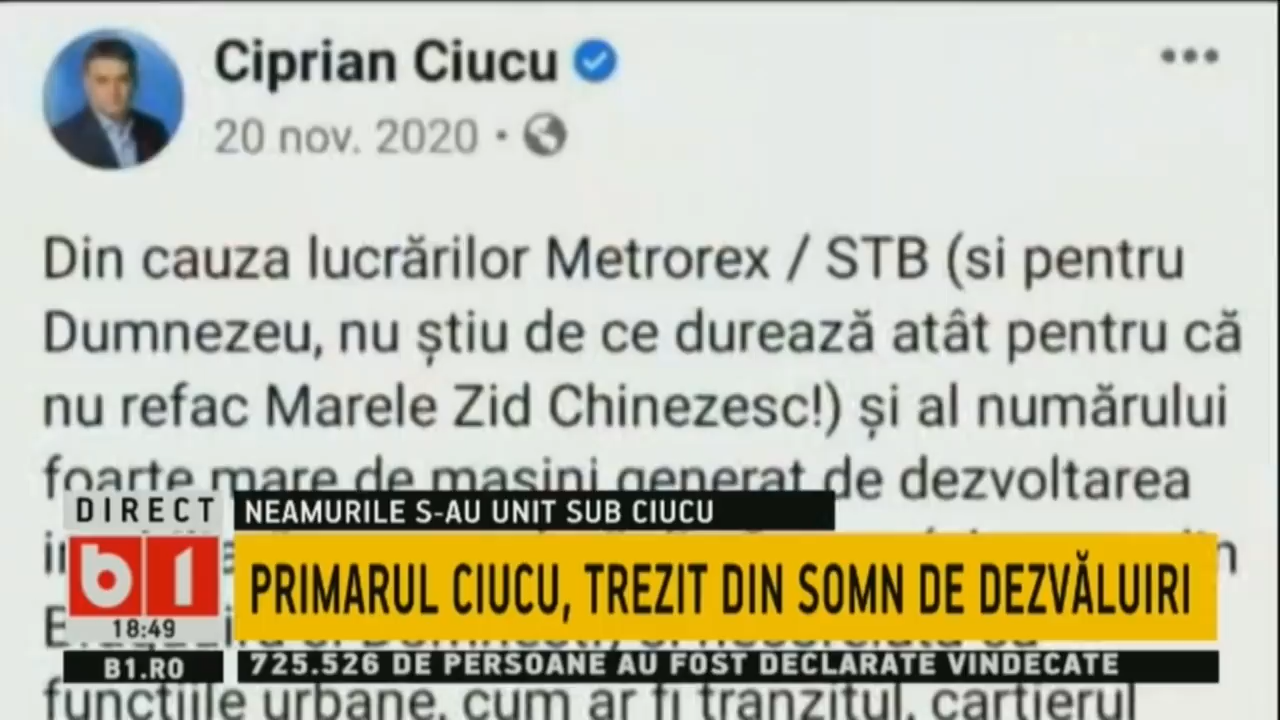 Ciprian Ciucu
20 nov. 2020
Din cauza lucrărilor Metrorex / STB (si pentru
Dumnezeu, nu știu de ce durează atât pentru că
nu refac Marele Zid Chinezesc!) și al numărului
foarte mare de mașini generat de dezvoltarea
DIRECT
NEAMURILE S-AU UNIT SUB CIUCU
b1
PRIMARUL CIUCU, TREZIT DIN SOMN DE DEZVĂLUIRI
18:49
B1.RO
725.526 DE PERSOANE AU FOST DECLARATE VINDECATE
funcțiile urbane, cum ar fi tranzitul, cartierul